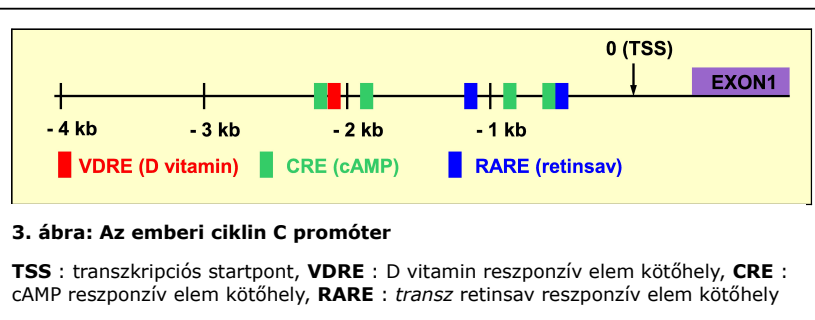 0 (TSS)
EXON1
- 4 kb - 3 kb - 2 kb - 1 kb
VDRE (D vitamin) CRE (cAMP) RARE (retinsav)
3. ábra: Az emberi ciklin C promóter
TSS : transzkripciós startpont, VDRE : D vitamin reszponzív elem kötőhely, CRE :
cAMP reszponzív elem kötőhely, RARE : transz retinsav reszponzív elem kötőhely